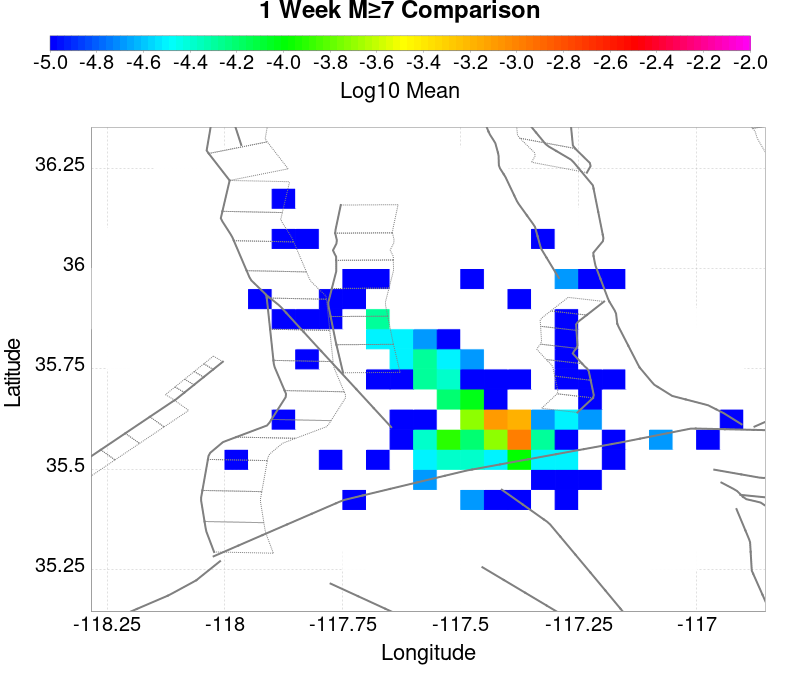 1 Week M≥7 Comparison
-5.0 -4.8 -4.6 -4.4 -4.2 -4.0 -3.8 -3.6 -3.4 -3.2 -3.0 -2.8 -2.6 -2.4 -2.2 -2.0
Log10 Mean
36.25
36
35.75
35.5
35.25
Latitude
-118.25 -118 -117.75 -117.5 -117.25 -117
Longitude